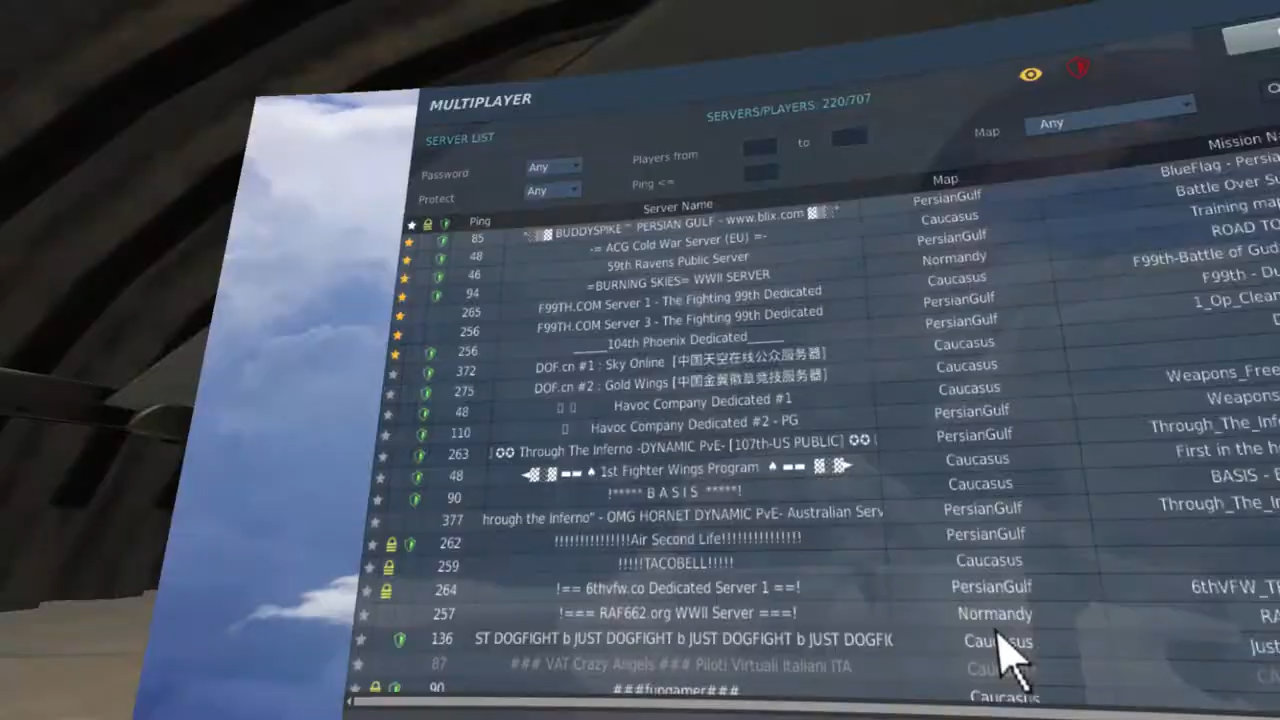 MULTIPLAYER
SERVERS/PLAYERS: 220/707
SERVER LIST
Password Any Players from to Map Any
Protect Any Ping <=
Ping Server Name Map Mission Na
85 BUDDYSPIKE ™ PERSIAN GULF - www.blix.com PersianGulf BlueFlag - Persia
48 -= ACG Cold War Server (EU) =- Caucasus Battle Over Su
46 59th Ravens Public Server PersianGulf Training map
94 =BURNING SKIES= WWII SERVER Normandy ROAD TO
265 F99TH.COM Server 1 - The Fighting 99th Dedicated Caucasus F99th-Battle of Gud
256 F99TH.COM Server 3 - The Fighting 99th Dedicated PersianGulf F99th - Du
256 _____104th Phoenix Dedicated_____ PersianGulf 1_Op_Clean
372 DOF.cn #1 : Sky Online [中国天空在线公众服务器] Caucasus
275 DOF.cn #2 : Gold Wings [中国金翼徽章竞技服务器] Caucasus
48 Havoc Company Dedicated #1 Caucasus Weapons_Free
110 Havoc Company Dedicated #2 - PG PersianGulf Weapons_
263 ✪✪ Through The Inferno -DYNAMIC PvE- [107th-US PUBLIC] ✪✪ PersianGulf Through_The_Info
48 ♠ 1st Fighter Wings Program ♠ Caucasus First in the h
90 !***** B A S I S *****! Caucasus BASIS -
377 hrough the Inferno" - OMG HORNET DYNAMIC PvE- Australian Serv PersianGulf Through_The_In
262 !!!!!!!!!!!!!!!Air Second Life!!!!!!!!!!!!!!! PersianGulf
259 !!!!!TACOBELL!!!!! Caucasus
264 !== 6thvfw.co Dedicated Server 1 ==! PersianGulf 6thVFW_T
257 !=== RAF662.org WWII Server ===! Normandy RA
136 ST DOGFIGHT b JUST DOGFIGHT b JUST DOGFIGHT b JUST DOGFI Caucasus Just
87 ### VAT Crazy Angels ### Piloti Virtuali Italiani ITA Cau
90 ###fungamer### Caucasus